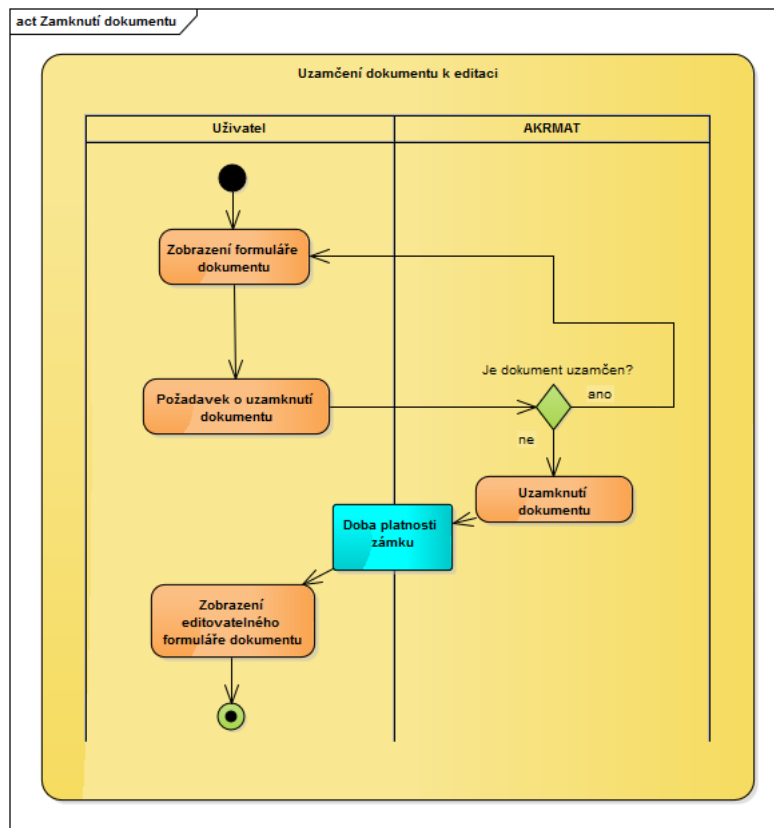 act Zamknutí dokumentu
Uzamčení dokumentu k editaci
Uživatel
AKRMAT
Zobrazení formuláře
dokumentu
Je dokument uzamčen?
ano
Požadavek o uzamknutí
dokumentu
ne
Uzamknutí
dokumentu
Doba platnosti
zámku
Zobrazení
editovatelného
formuláře dokumentu